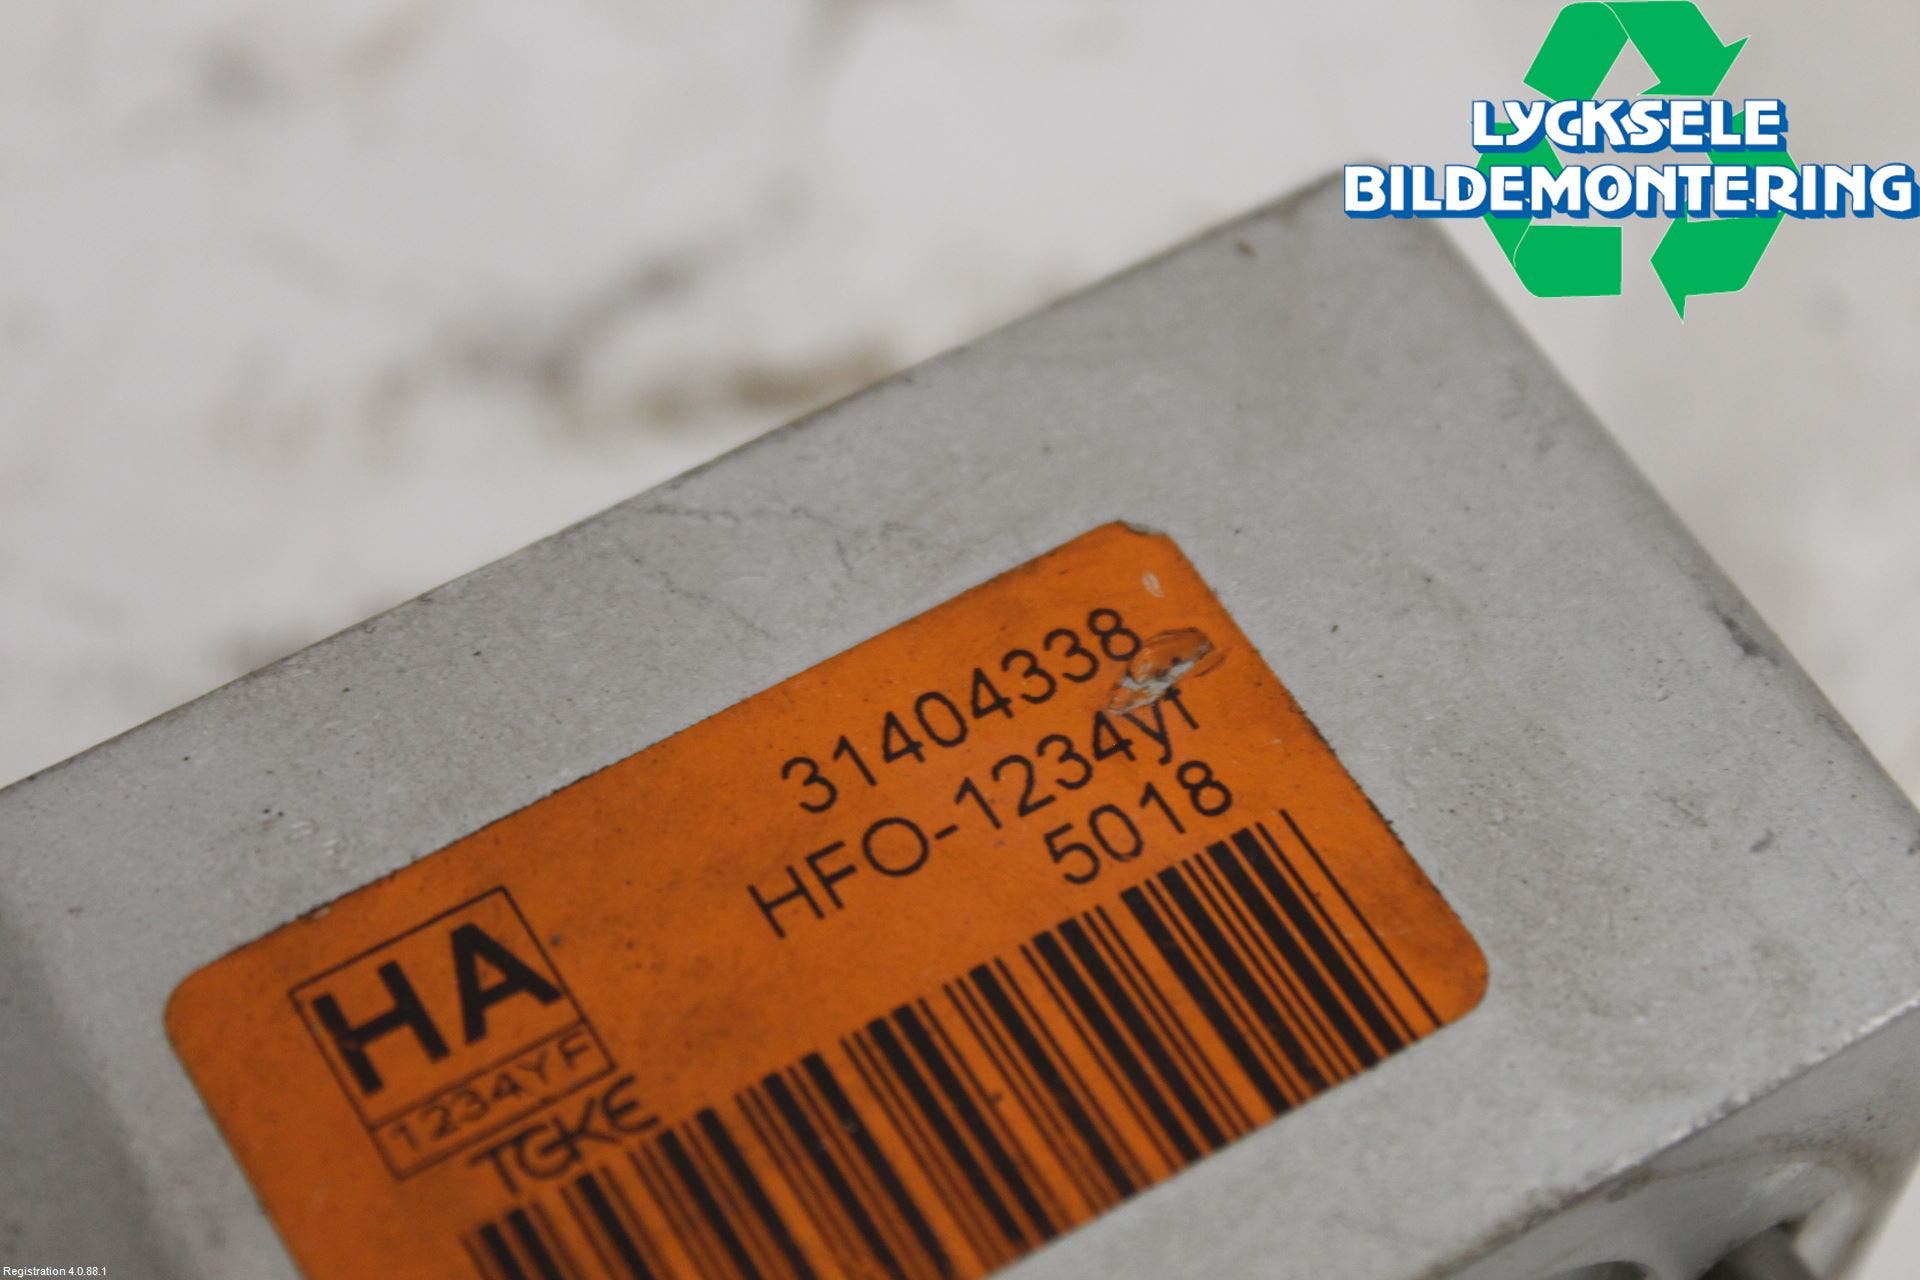 LYCKSELE
BILDEMONTERING
31404338
HFO-1234yf
5018
HA
1234YF
TGKE
Registration 4.0.88.1